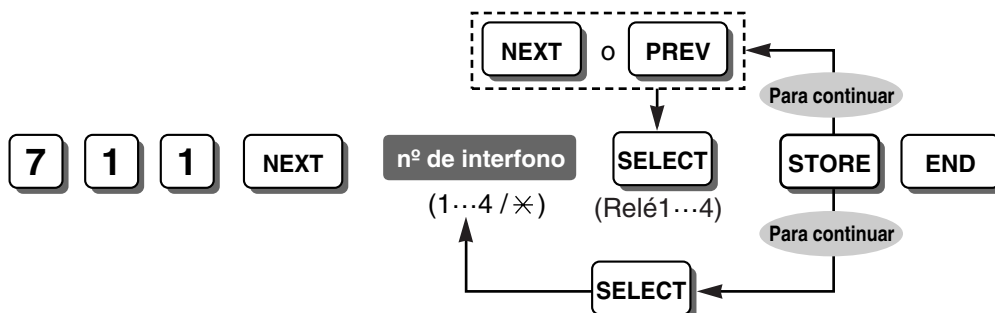 NEXT o PREV
Para continuar
7 1 1 NEXT nº de interfono SELECT STORE END
(1···4 / ✳) (Relé1···4)
Para continuar
SELECT